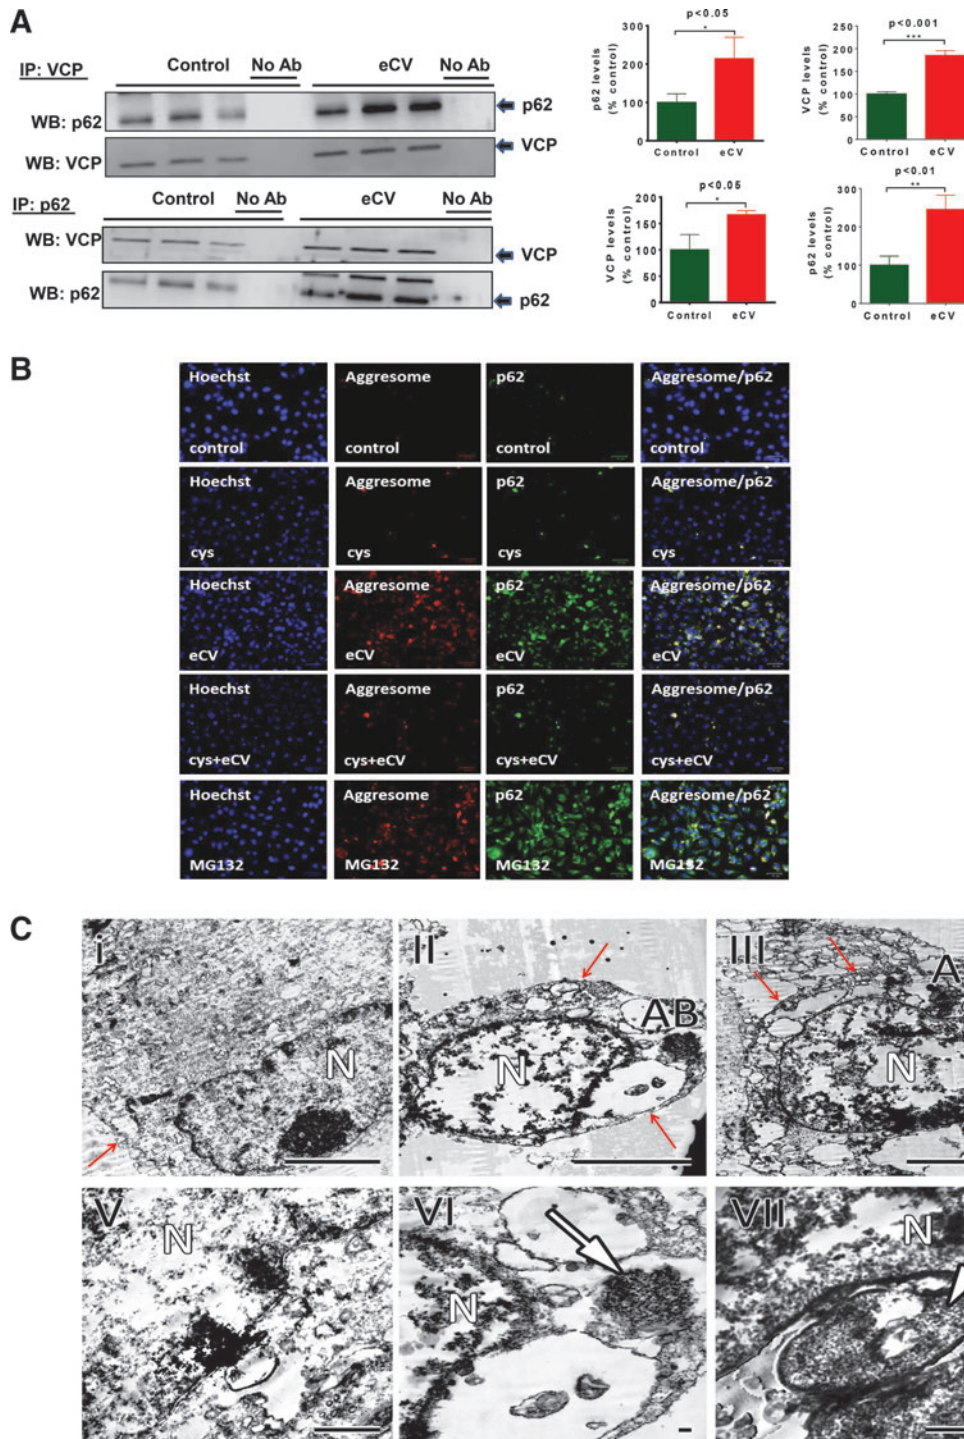 A
IP: VCP
Control No Ab eCV No Ab
WB: p62
p62
WB: VCP
VCP
IP: p62
Control No Ab eCV No Ab
WB: VCP
VCP
WB: p62
p62
p<0.05
*
p62 levels
(% control)
300
200
100
0
Control eCV
p<0.001
***
VCP levels
(% control)
250
200
150
100
50
0
Control eCV
p<0.05
*
VCP levels
(% control)
200
150
100
50
0
Control eCV
p<0.01
**
p62 levels
(% control)
300
200
100
0
Control eCV
B
Hoechst Aggresome p62 Aggresome/p62
control control control control
Hoechst Aggresome p62 Aggresome/p62
cys cys cys cys
Hoechst Aggresome p62 Aggresome/p62
eCV eCV eCV eCV
Hoechst Aggresome p62 Aggresome/p62
cys+eCV cys+eCV cys+eCV cys+eCV
Hoechst Aggresome p62 Aggresome/p62
MG132 MG132 MG132 MG132
C
i II III
AB A
N N N
V VI VII
N N N